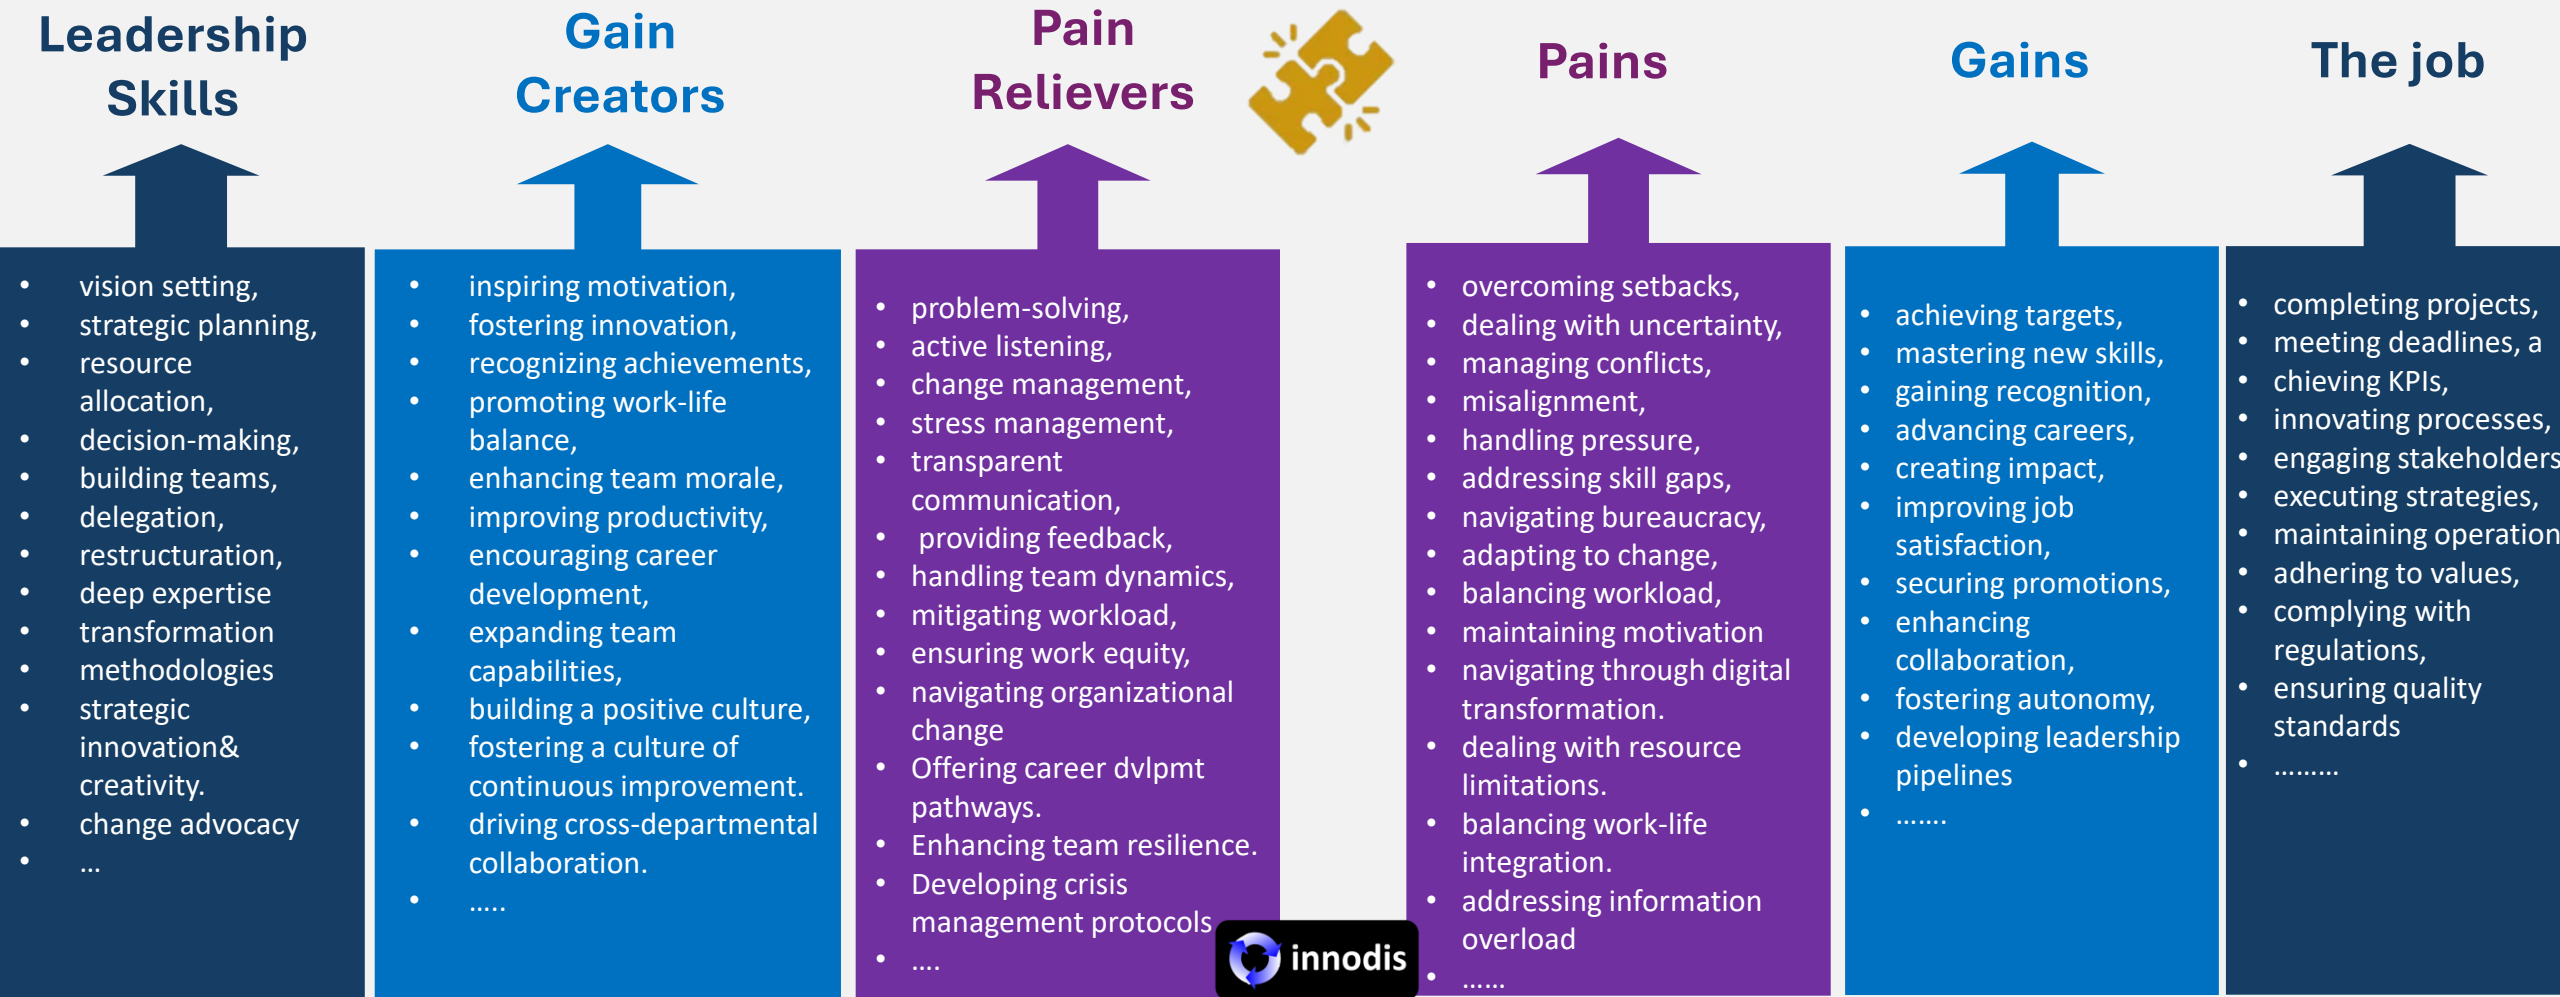 Leadership
Skills
• vision setting,
• strategic planning,
• resource
allocation,
• decision-making,
• building teams,
• delegation,
• restructuration,
• deep expertise
• transformation
• methodologies
• strategic
innovation&
creativity.
• change advocacy
• ...
Gain
Creators
• inspiring motivation,
• fostering innovation,
• recognizing achievements,
• promoting work-life
balance,
• enhancing team morale,
• improving productivity,
• encouraging career
development,
• expanding team
capabilities,
• building a positive culture,
• fostering a culture of
continuous improvement.
• driving cross-departmental
collaboration.
• .....
Pain
Relievers
• problem-solving,
• active listening,
• change management,
• stress management,
• transparent
communication,
• providing feedback,
• handling team dynamics,
• mitigating workload,
• ensuring work equity,
• navigating organizational
change
• Offering career dvlpmt
pathways.
• Enhancing team resilience.
• Developing crisis
management protocols
• ....
innodis
Pains
• overcoming setbacks,
• dealing with uncertainty,
• managing conflicts,
• misalignment,
• handling pressure,
• addressing skill gaps,
• navigating bureaucracy,
• adapting to change,
• balancing workload,
• maintaining motivation
• navigating through digital
transformation.
• dealing with resource
limitations.
• balancing work-life
integration.
• addressing information
overload
• ......
Gains
• achieving targets,
• mastering new skills,
• gaining recognition,
• advancing careers,
• creating impact,
• improving job
satisfaction,
• securing promotions,
• enhancing
collaboration,
• fostering autonomy,
• developing leadership
pipelines
• .......
The job
• completing projects,
• meeting deadlines, a
• chieving KPIs,
• innovating processes,
• engaging stakeholders
• executing strategies,
• maintaining operation
• adhering to values,
• complying with
regulations,
• ensuring quality
standards
• .........